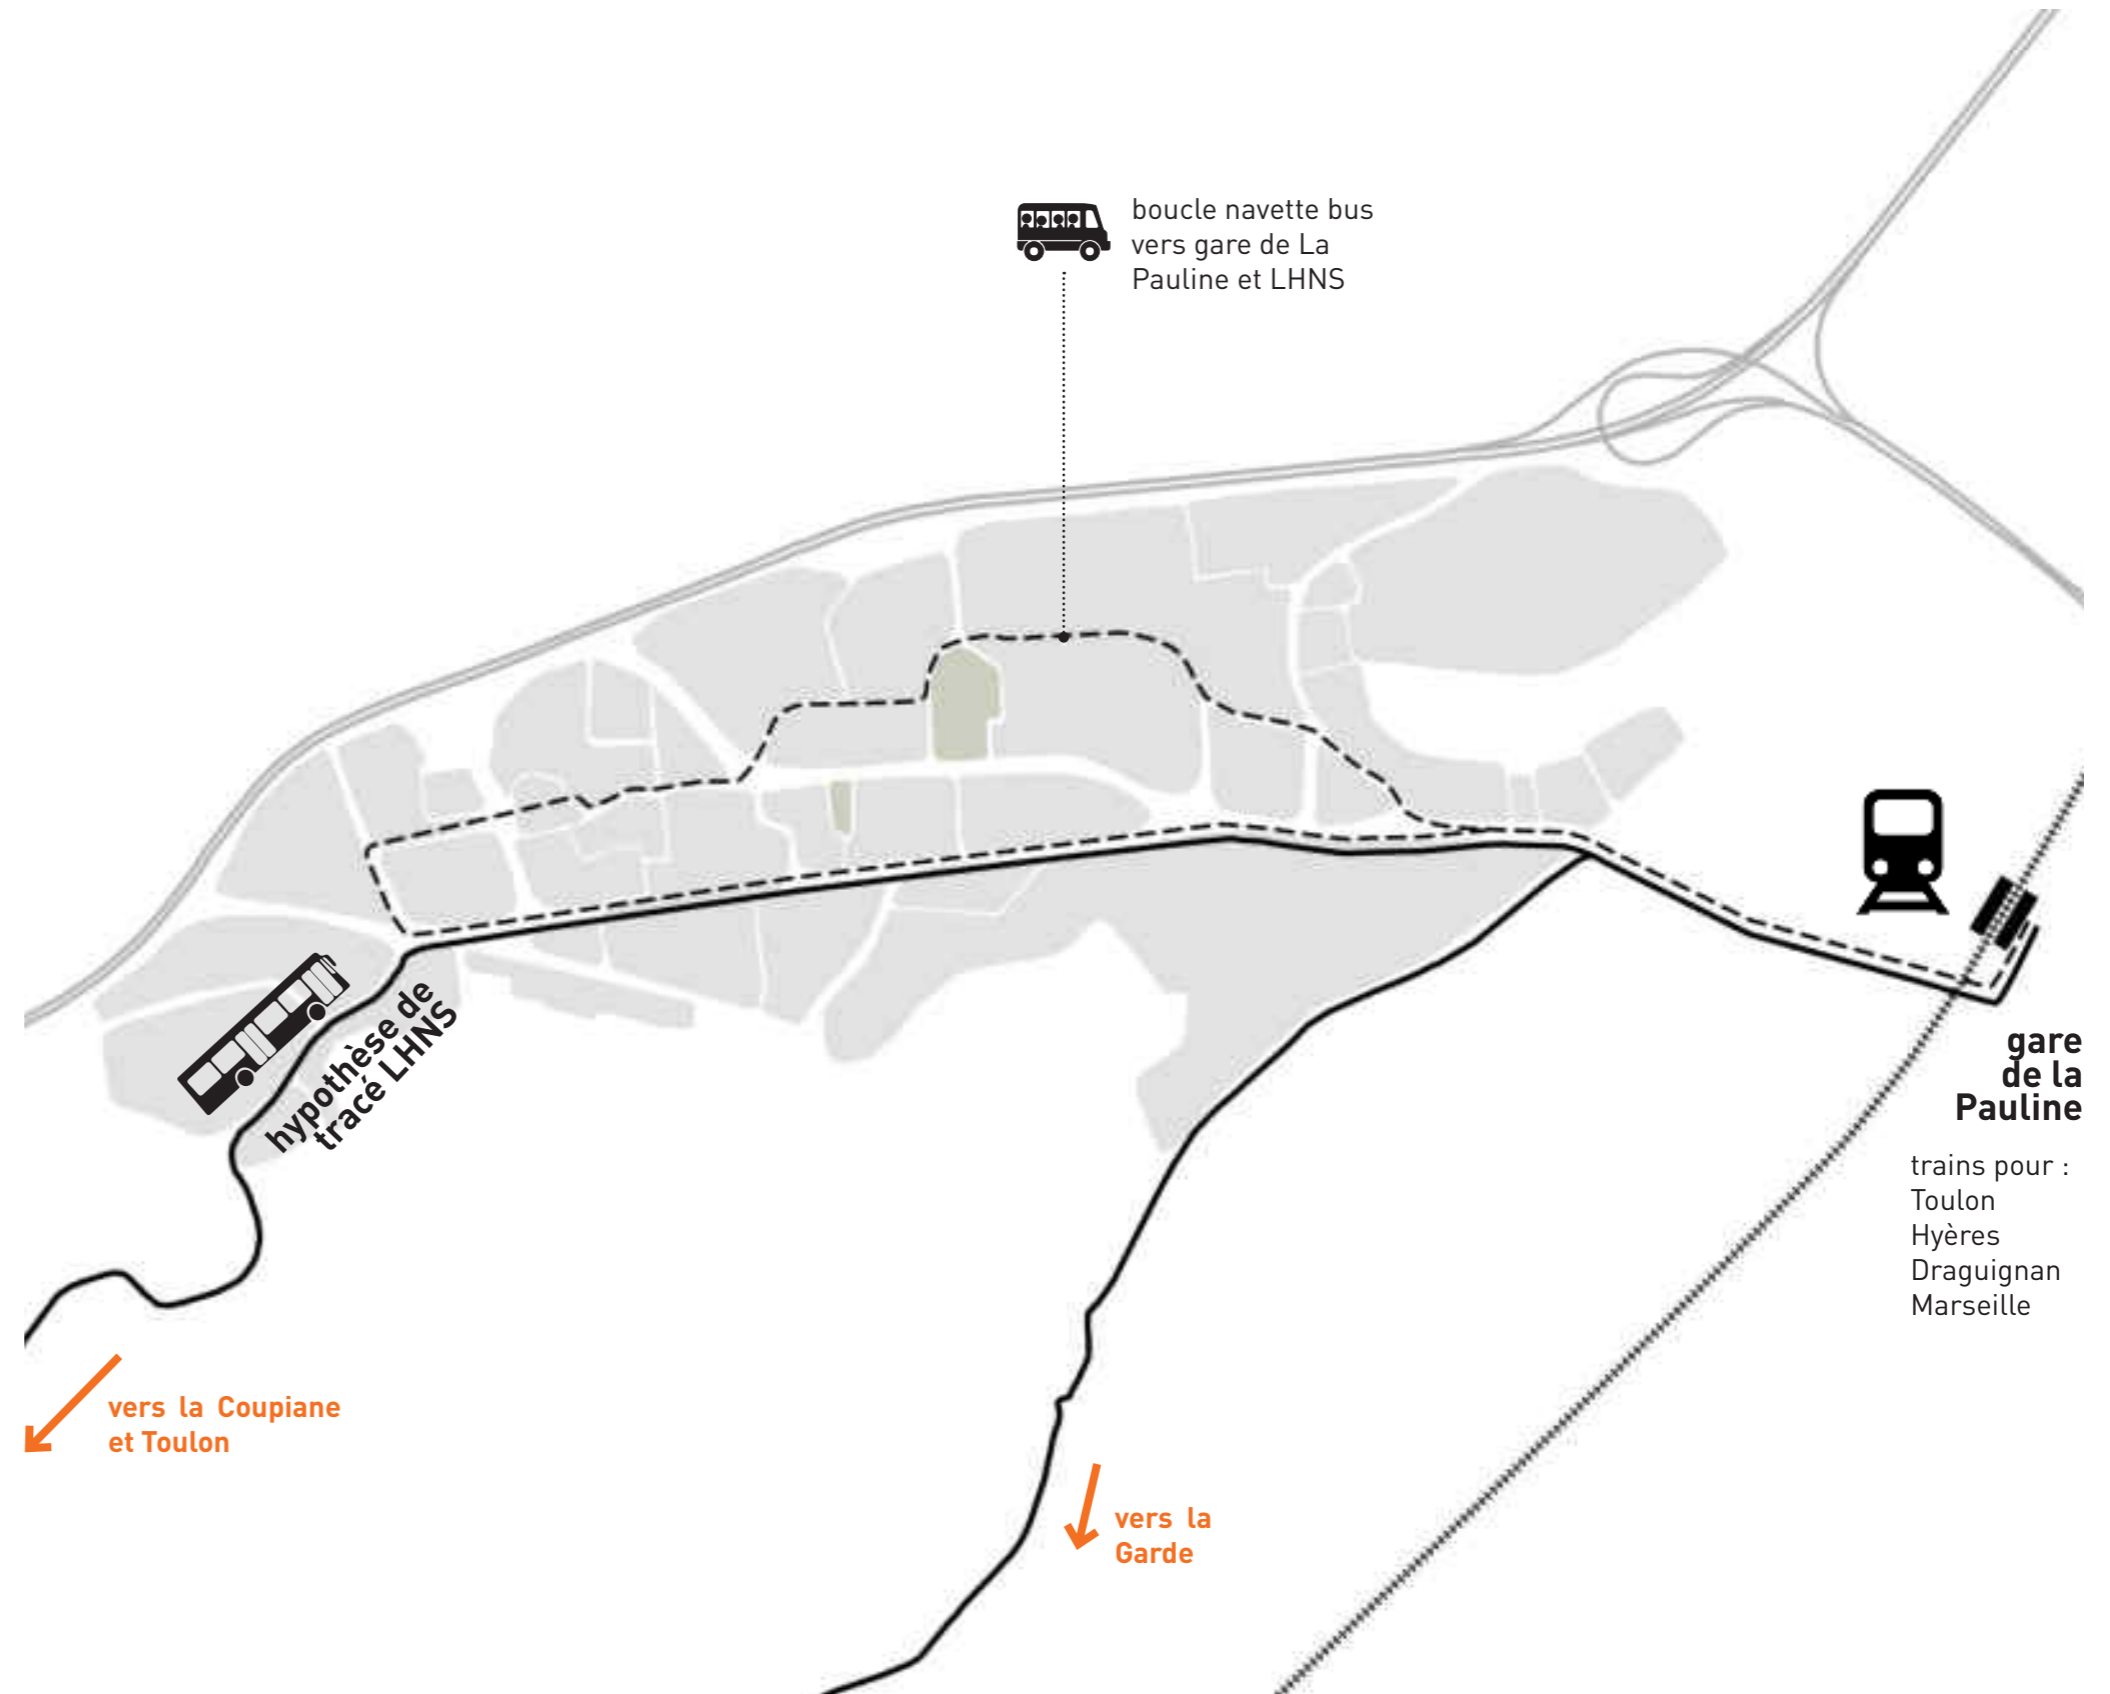 boucle navette bus
vers gare de La
Pauline et LHNS
hypothèse de
tracé LHNS
gare
de la
Pauline
trains pour :
Toulon
Hyères
Draguignan
Marseille
vers la Coupiane
et Toulon
vers la
Garde